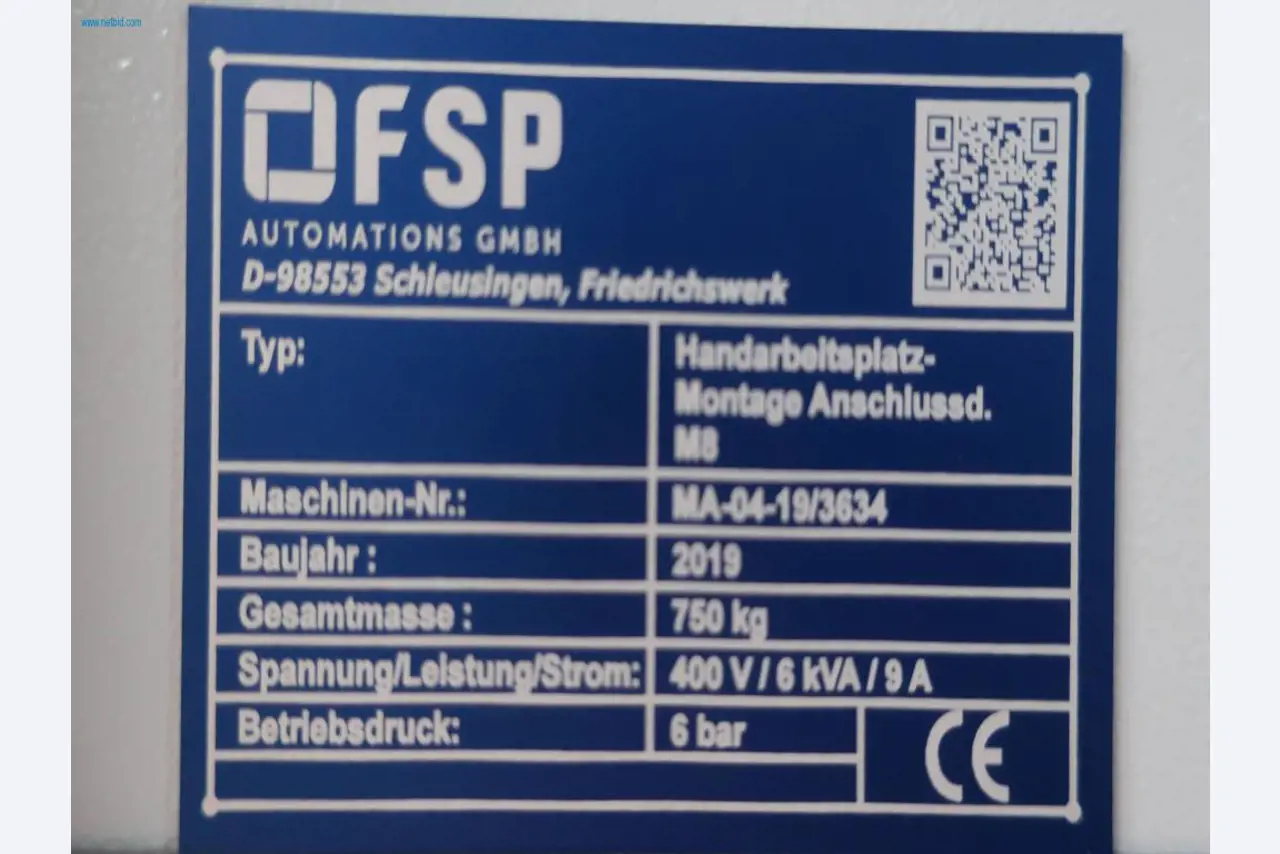 www.netbid.com
FSP
AUTOMATIONS GMBH
D-98553 Schleusingen, Friedrichswerk
Typ: Handarbeitsplatz-
Montage Anschlussd.
M8
Maschinen-Nr.: MA-04-19/3634
Baujahr : 2019
Gesamtmasse : 750 kg
Spannung/Leistung/Strom: 400 V / 6 kVA / 9 A
Betriebsdruck: 6 bar
CE